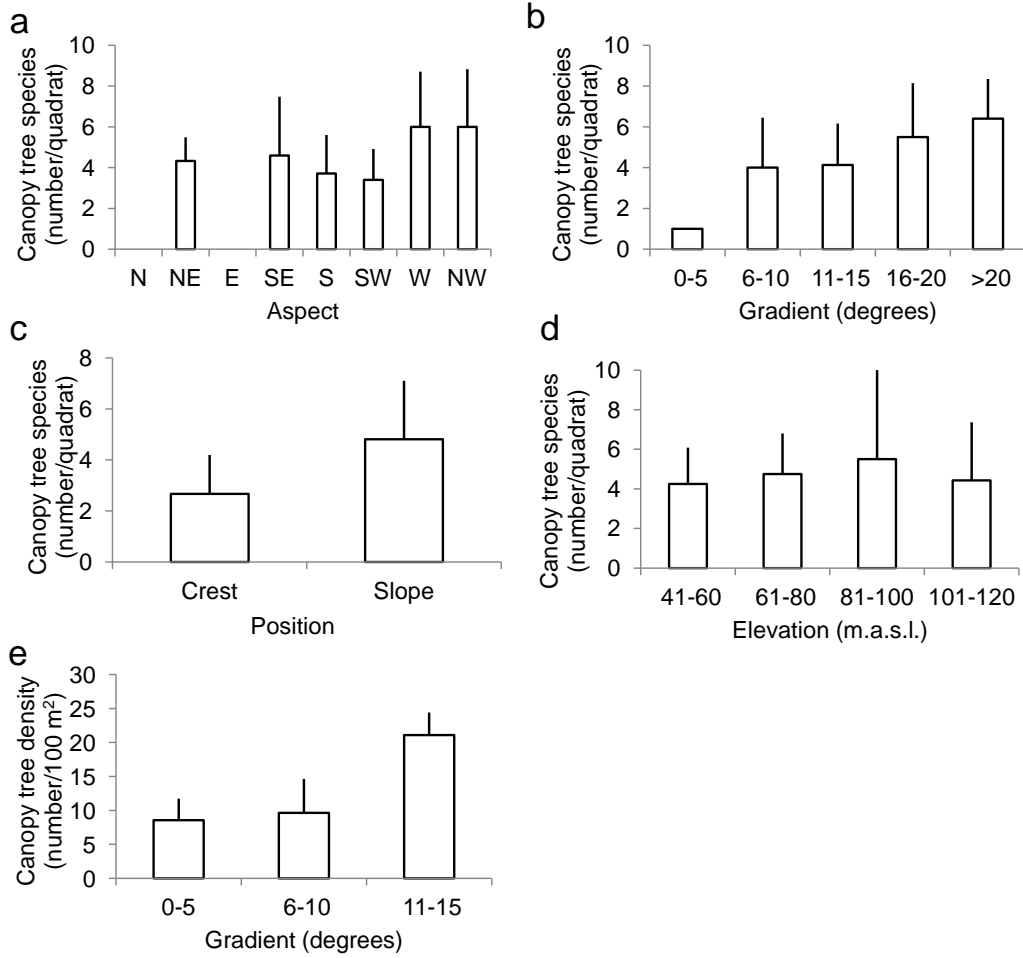 a
Canopy tree species
(number/quadrat)
10
8
6
4
2
0
N NE E SE S SW W NW
Aspect
b
Canopy tree species
(number/quadrat)
10
8
6
4
2
0
0-5 6-10 11-15 16-20 >20
Gradient (degrees)
c
Canopy tree species
(number/quadrat)
8
6
4
2
0
Crest Slope
Position
d
Canopy tree species
(number/quadrat)
10
8
6
4
2
0
41-60 61-80 81-100 101-120
Elevation (m.a.s.l.)
e
Canopy tree density
(number/100 m²)
30
25
20
15
10
5
0
0-5 6-10 11-15
Gradient (degrees)